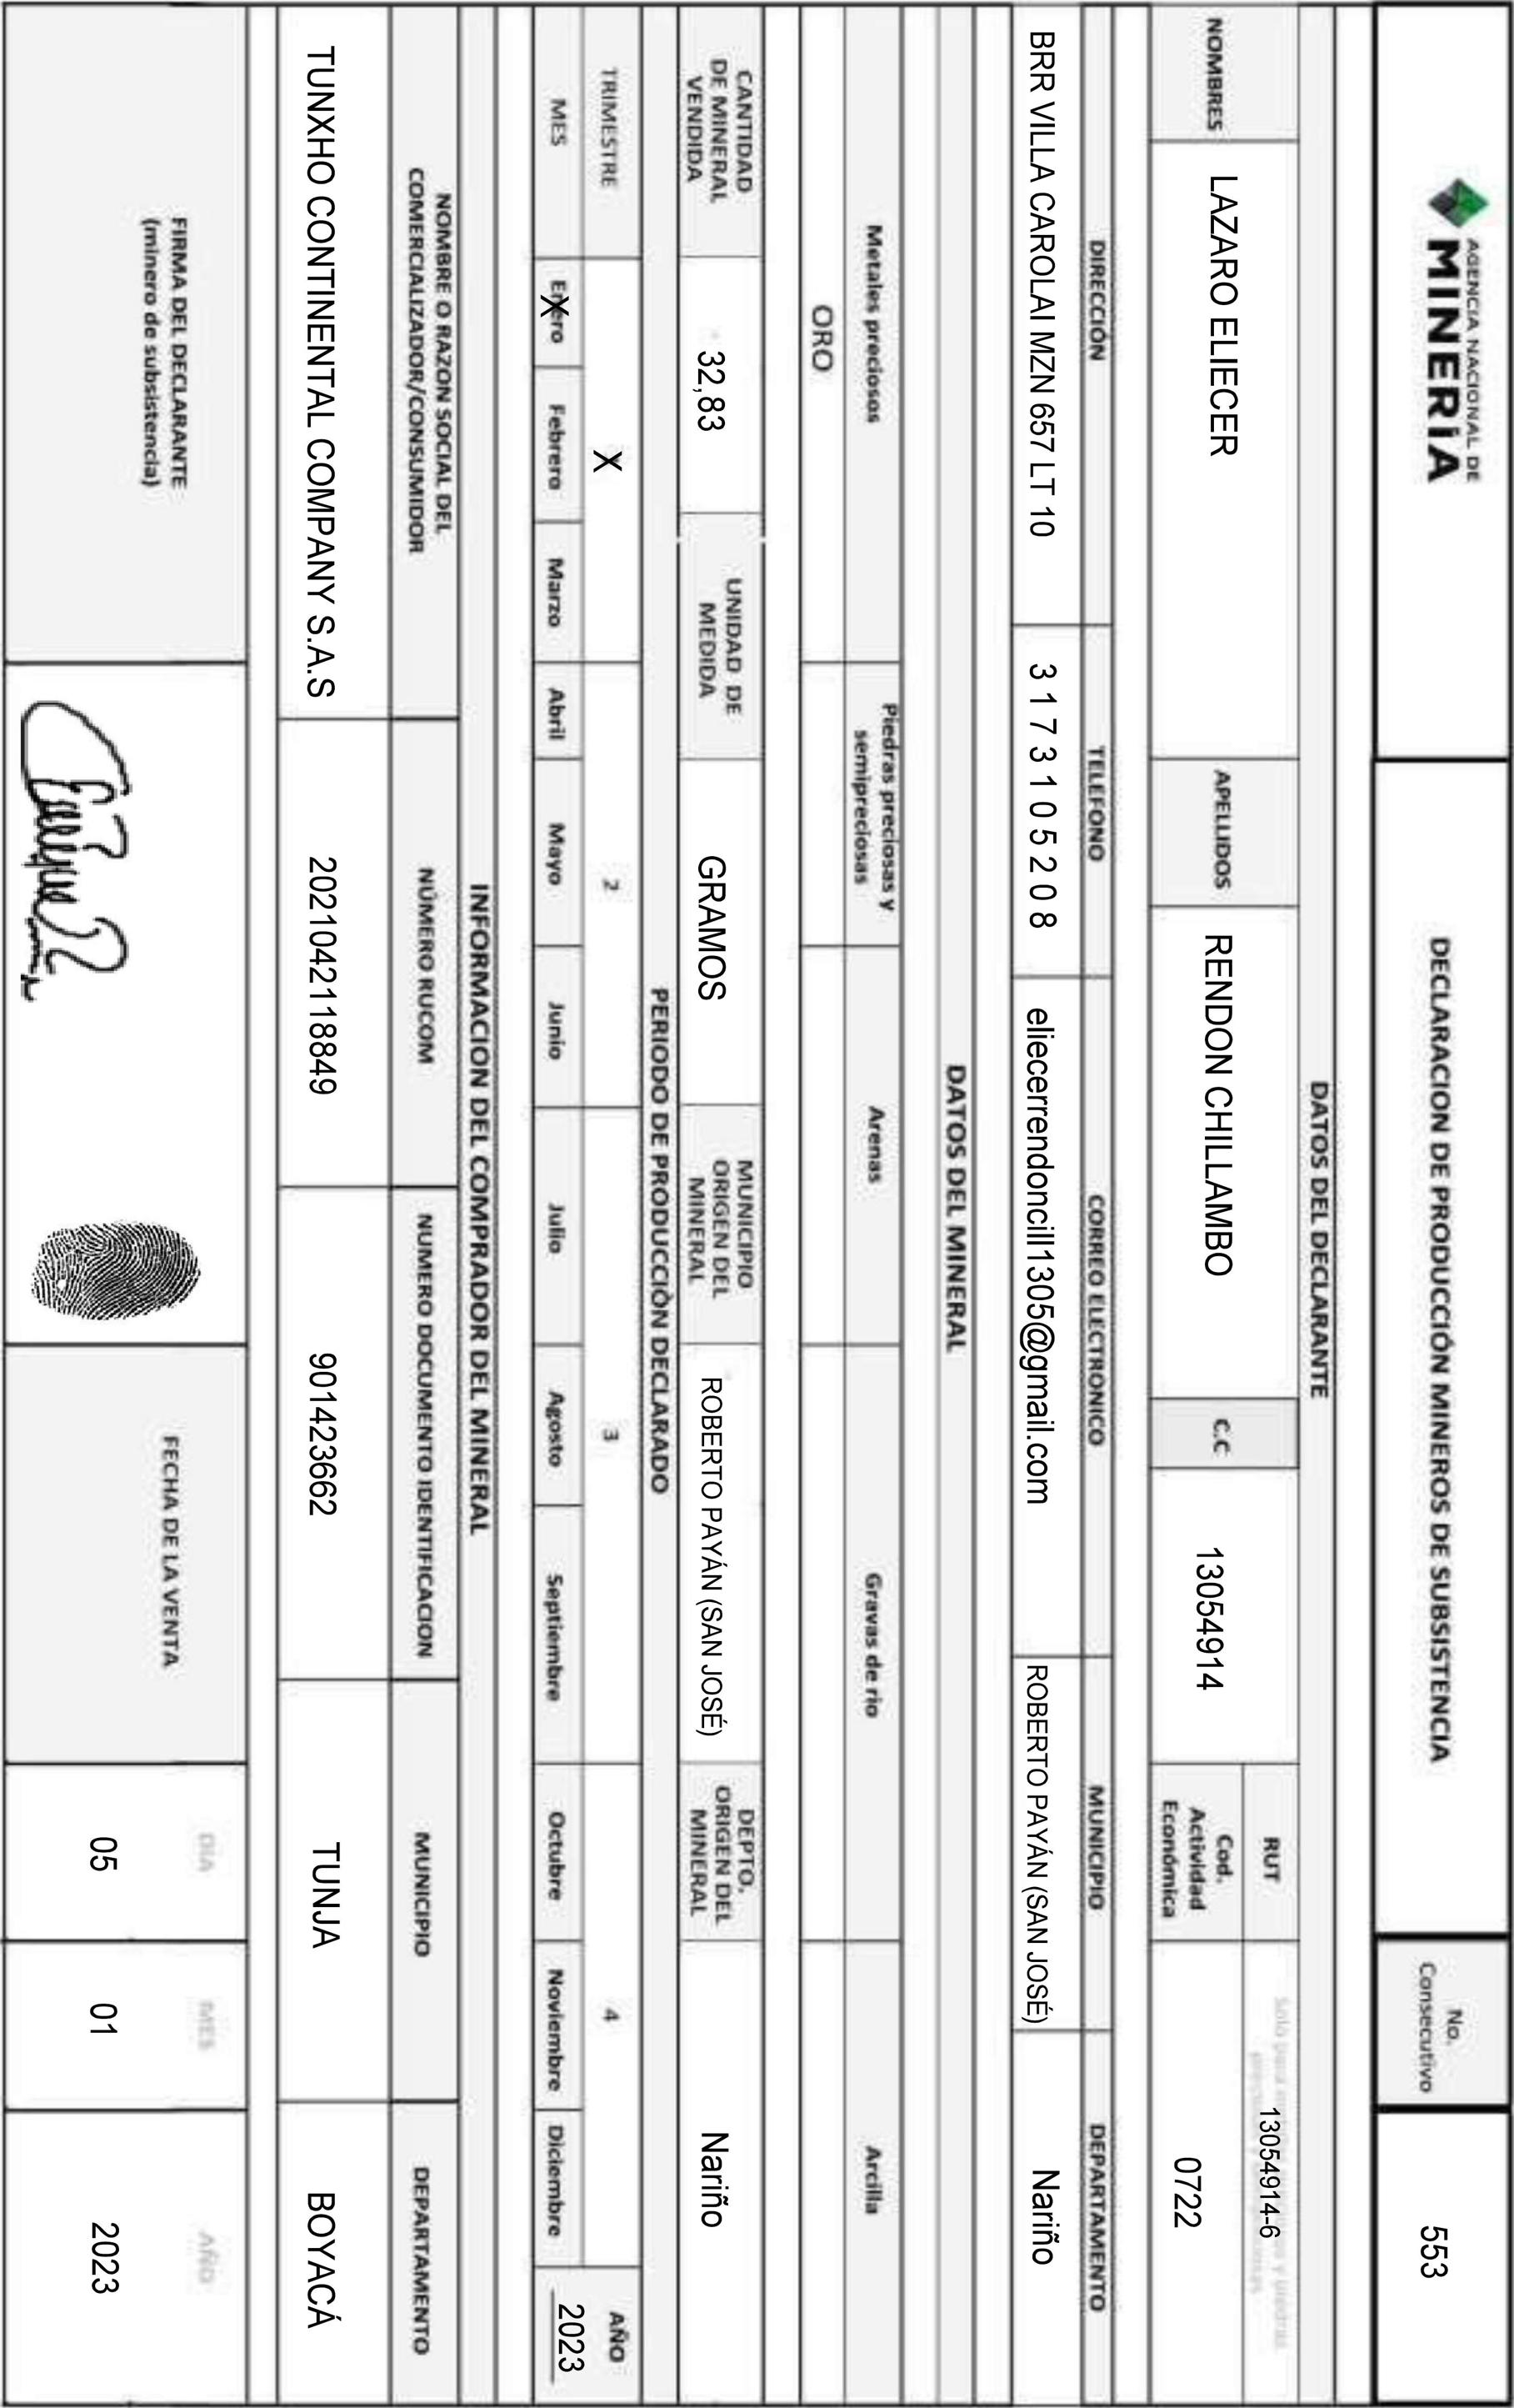 AGENCIA NACIONAL DE
MINERÍA
DECLARACION DE PRODUCCIÓN MINEROS DE SUBSISTENCIA
No.
Consecutivo
553
DATOS DEL DECLARANTE
NOMBRES
LAZARO ELIECER
APELLIDOS
RENDON CHILLAMBO
C.C
13054914
RUT
13054914-6
Cod.
Actividad
Económica
0722
DIRECCIÓN
TELEFONO
CORREO ELECTRONICO
MUNICIPIO
DEPARTAMENTO
BRR VILLA CAROLAI MZN 657 LT 10
3 1 7 3 1 0 5 2 0 8
eliecerrendoncill1305@gmail.com
ROBERTO PAYÁN (SAN JOSÉ)
Nariño
DATOS DEL MINERAL
Metales preciosos
Piedras preciosas y
semipreciosas
Arenas
Gravas de rio
Arcilla
ORO
CANTIDAD
DE MINERAL
VENDIDA
32,83
UNIDAD DE
MEDIDA
GRAMOS
MUNICIPIO
ORIGEN DEL
MINERAL
ROBERTO PAYÁN (SAN JOSÉ)
DEPTO.
ORIGEN DEL
MINERAL
Nariño
PERIODO DE PRODUCCIÓN DECLARADO
TRIMESTRE
X
2
3
4
AÑO
MES
Enero
X
Febrero
Marzo
Abril
Mayo
Junio
Julio
Agosto
Septiembre
Octubre
Noviembre
Diciembre
2023
INFORMACION DEL COMPRADOR DEL MINERAL
NOMBRE O RAZON SOCIAL DEL
COMERCIALIZADOR/CONSUMIDOR
NÚMERO RUCOM
NUMERO DOCUMENTO IDENTIFICACION
MUNICIPIO
DEPARTAMENTO
TUNXHO CONTINENTAL COMPANY S.A.S
2021042118849
901423662
TUNJA
BOYACÁ
FIRMA DEL DECLARANTE
(minero de subsistencia)
FECHA DE LA VENTA
DIA
MES
AÑO
05
01
2023